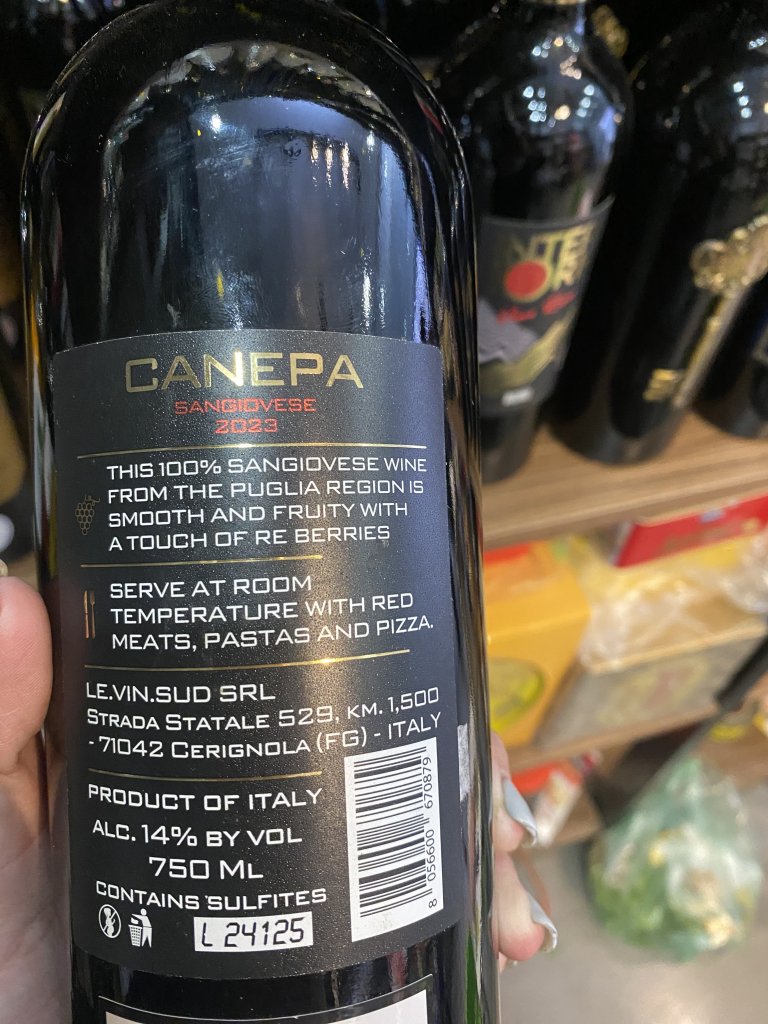 CANEPA
SANGIOVESE
2023
THIS 100% SANGIOVESE WINE
FROM THE PUGLIA REGION IS
SMOOTH AND FRUITY WITH
A TOUCH OF RE BERRIES
SERVE AT ROOM
TEMPERATURE WITH RED
MEATS, PASTAS AND PIZZA.
LE.VIN.SUD SRL
STRADA STATALE 529, KM. 1,500
- 71042 CERIGNOLA (FG) - ITALY
PRODUCT OF ITALY
ALC. 14% BY VOL
750 ML
CONTAINS SULFITES
L 24125
8 056600 670879